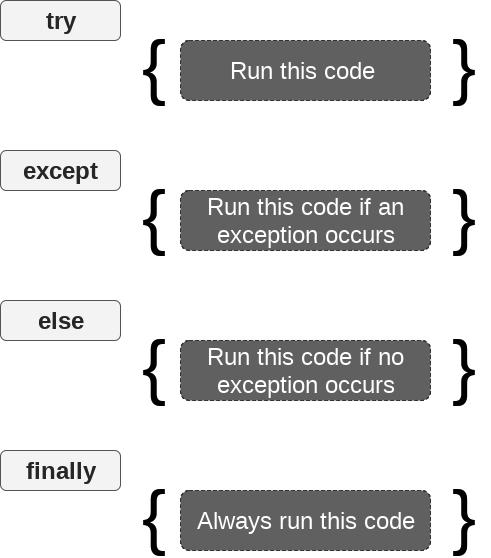 try
{ Run this code }
except
{ Run this code if an
exception occurs }
else
{ Run this code if no
exception occurs }
finally
{ Always run this code }